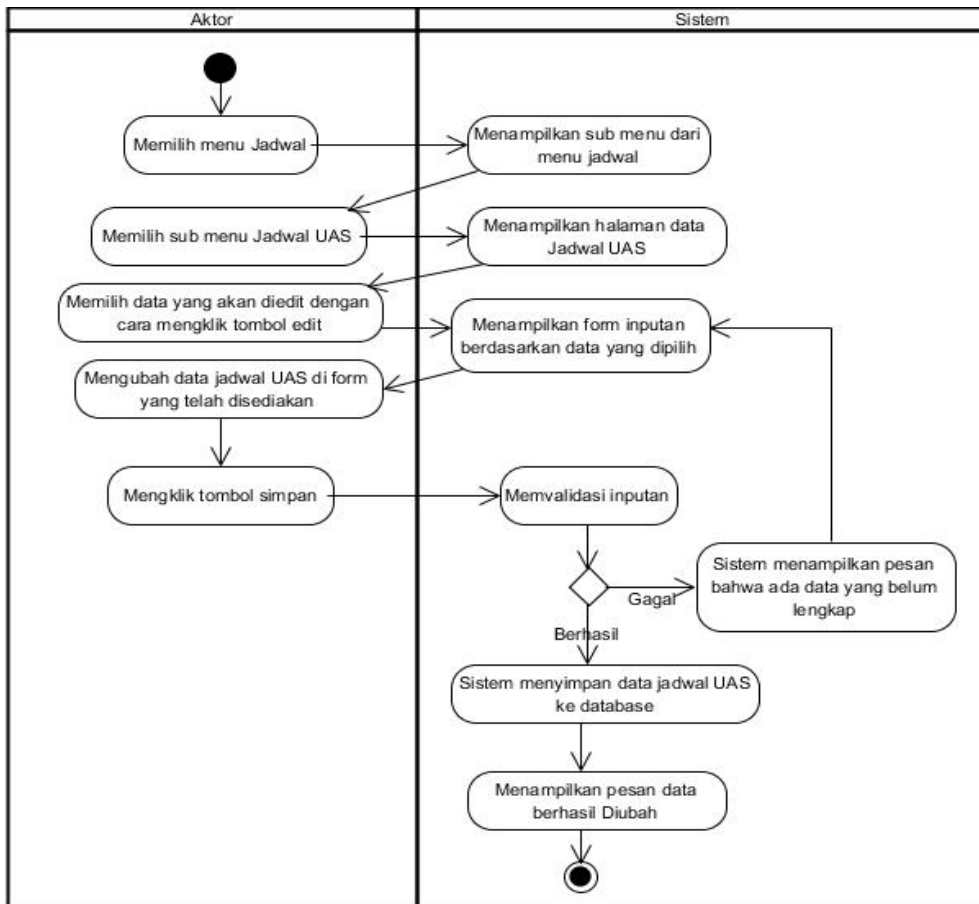 Aktor
Sistem
Memilih menu Jadwal
Menampilkan sub menu dari
menu jadwal
Memilih sub menu Jadwal UAS
Menampilkan halaman data
Jadwal UAS
Memilih data yang akan diedit dengan
cara mengklik tombol edit
Menampilkan form inputan
berdasarkan data yang dipilih
Mengubah data jadwal UAS di form
yang telah disediakan
Mengklik tombol simpan
Memvalidasi inputan
Sistem menampilkan pesan
bahwa ada data yang belum
lengkap
Gagal
Berhasil
Sistem menyimpan data jadwal UAS
ke database
Menampilkan pesan data
berhasil Diubah